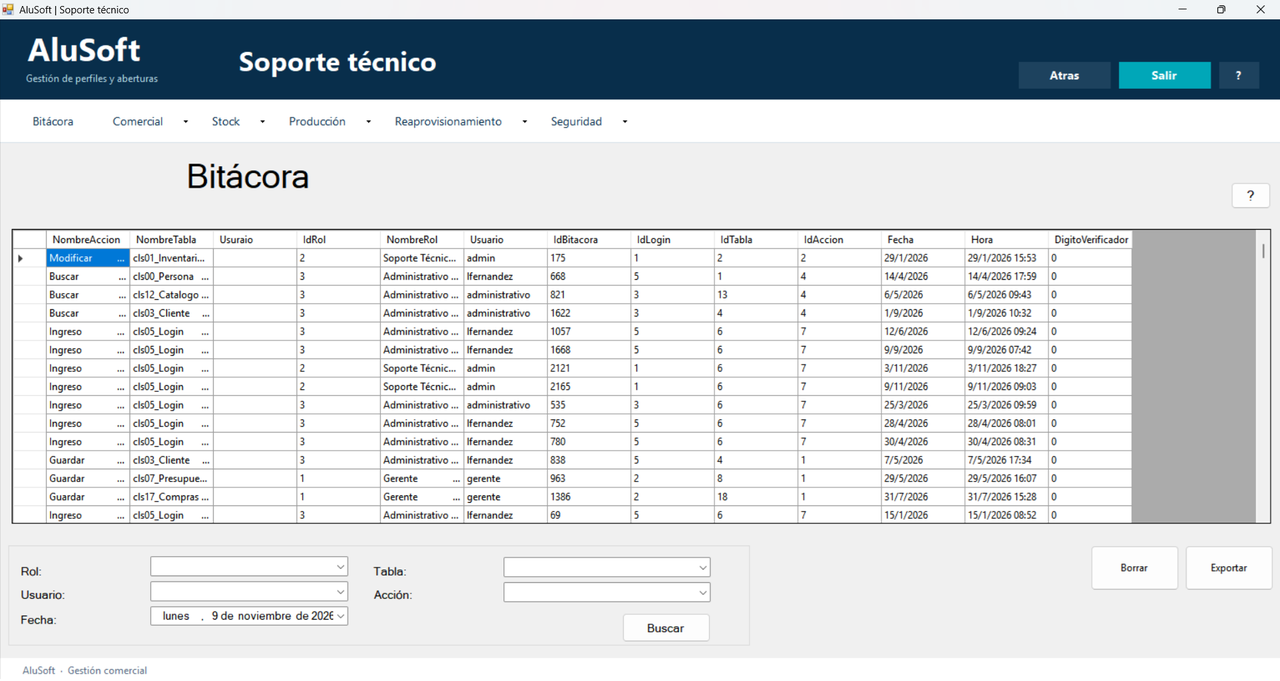 AluSoft | Soporte técnico
AluSoft
Gestión de perfiles y aberturas
Soporte técnico
Atras
Salir
?
Bitácora Comercial Stock Producción Reaprovisionamiento Seguridad
Bitácora
?
NombreAccion NombreTabla Usuraio IdRol NombreRol Usuario IdBitacora IdLogin IdTabla IdAccion Fecha Hora DigitoVerificador
Modificar ... cls01_Inventari... 2 Soporte Técnic... admin 175 1 2 2 29/1/2026 29/1/2026 15:53 0
Buscar ... cls00_Persona ... 3 Administrativo ... lfernandez 668 5 1 4 14/4/2026 14/4/2026 17:59 0
Buscar ... cls12_Catalogo ... 3 Administrativo ... administrativo 821 3 13 4 6/5/2026 6/5/2026 09:43 0
Buscar ... cls03_Cliente ... 3 Administrativo ... administrativo 1622 3 4 4 1/9/2026 1/9/2026 10:32 0
Ingreso ... cls05_Login ... 3 Administrativo ... lfernandez 1057 5 6 7 12/6/2026 12/6/2026 09:24 0
Ingreso ... cls05_Login ... 3 Administrativo ... lfernandez 1668 5 6 7 9/9/2026 9/9/2026 07:42 0
Ingreso ... cls05_Login ... 2 Soporte Técnic... admin 2121 1 6 7 3/11/2026 3/11/2026 18:27 0
Ingreso ... cls05_Login ... 2 Soporte Técnic... admin 2165 1 6 7 9/11/2026 9/11/2026 09:03 0
Ingreso ... cls05_Login ... 3 Administrativo ... administrativo 535 3 6 7 25/3/2026 25/3/2026 09:59 0
Ingreso ... cls05_Login ... 3 Administrativo ... lfernandez 752 5 6 7 28/4/2026 28/4/2026 08:01 0
Ingreso ... cls05_Login ... 3 Administrativo ... lfernandez 780 5 6 7 30/4/2026 30/4/2026 08:31 0
Guardar ... cls03_Cliente ... 3 Administrativo ... lfernandez 838 5 4 1 7/5/2026 7/5/2026 17:34 0
Guardar ... cls07_Presupue... 1 Gerente ... gerente 963 2 8 1 29/5/2026 29/5/2026 16:07 0
Guardar ... cls17_Compras ... 1 Gerente ... gerente 1386 2 18 1 31/7/2026 31/7/2026 15:28 0
Ingreso ... cls05_Login ... 3 Administrativo ... lfernandez 69 5 6 7 15/1/2026 15/1/2026 08:52 0
Rol:
Usuario:
Fecha: lunes , 9 de noviembre de 2026
Tabla:
Acción:
Buscar
Borrar
Exportar
AluSoft · Gestión comercial